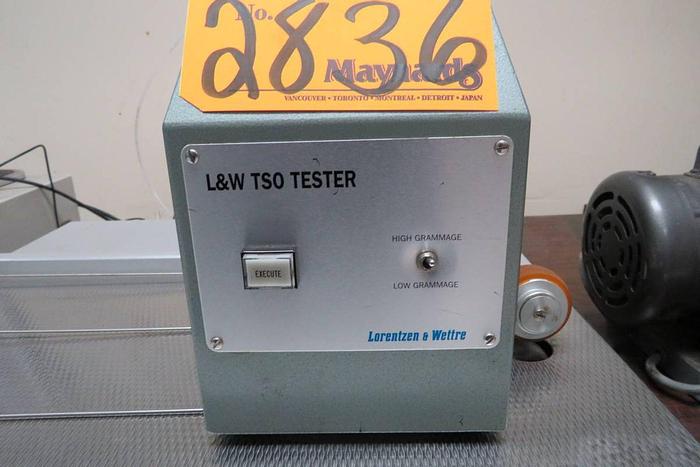 No.
2836
Maynards
VANCOUVER • TORONTO • MONTREAL • DETROIT • JAPAN
L&W TSO TESTER
HIGH GRAMMAGE
EXECUTE
LOW GRAMMAGE
Lorentzen & Wettre